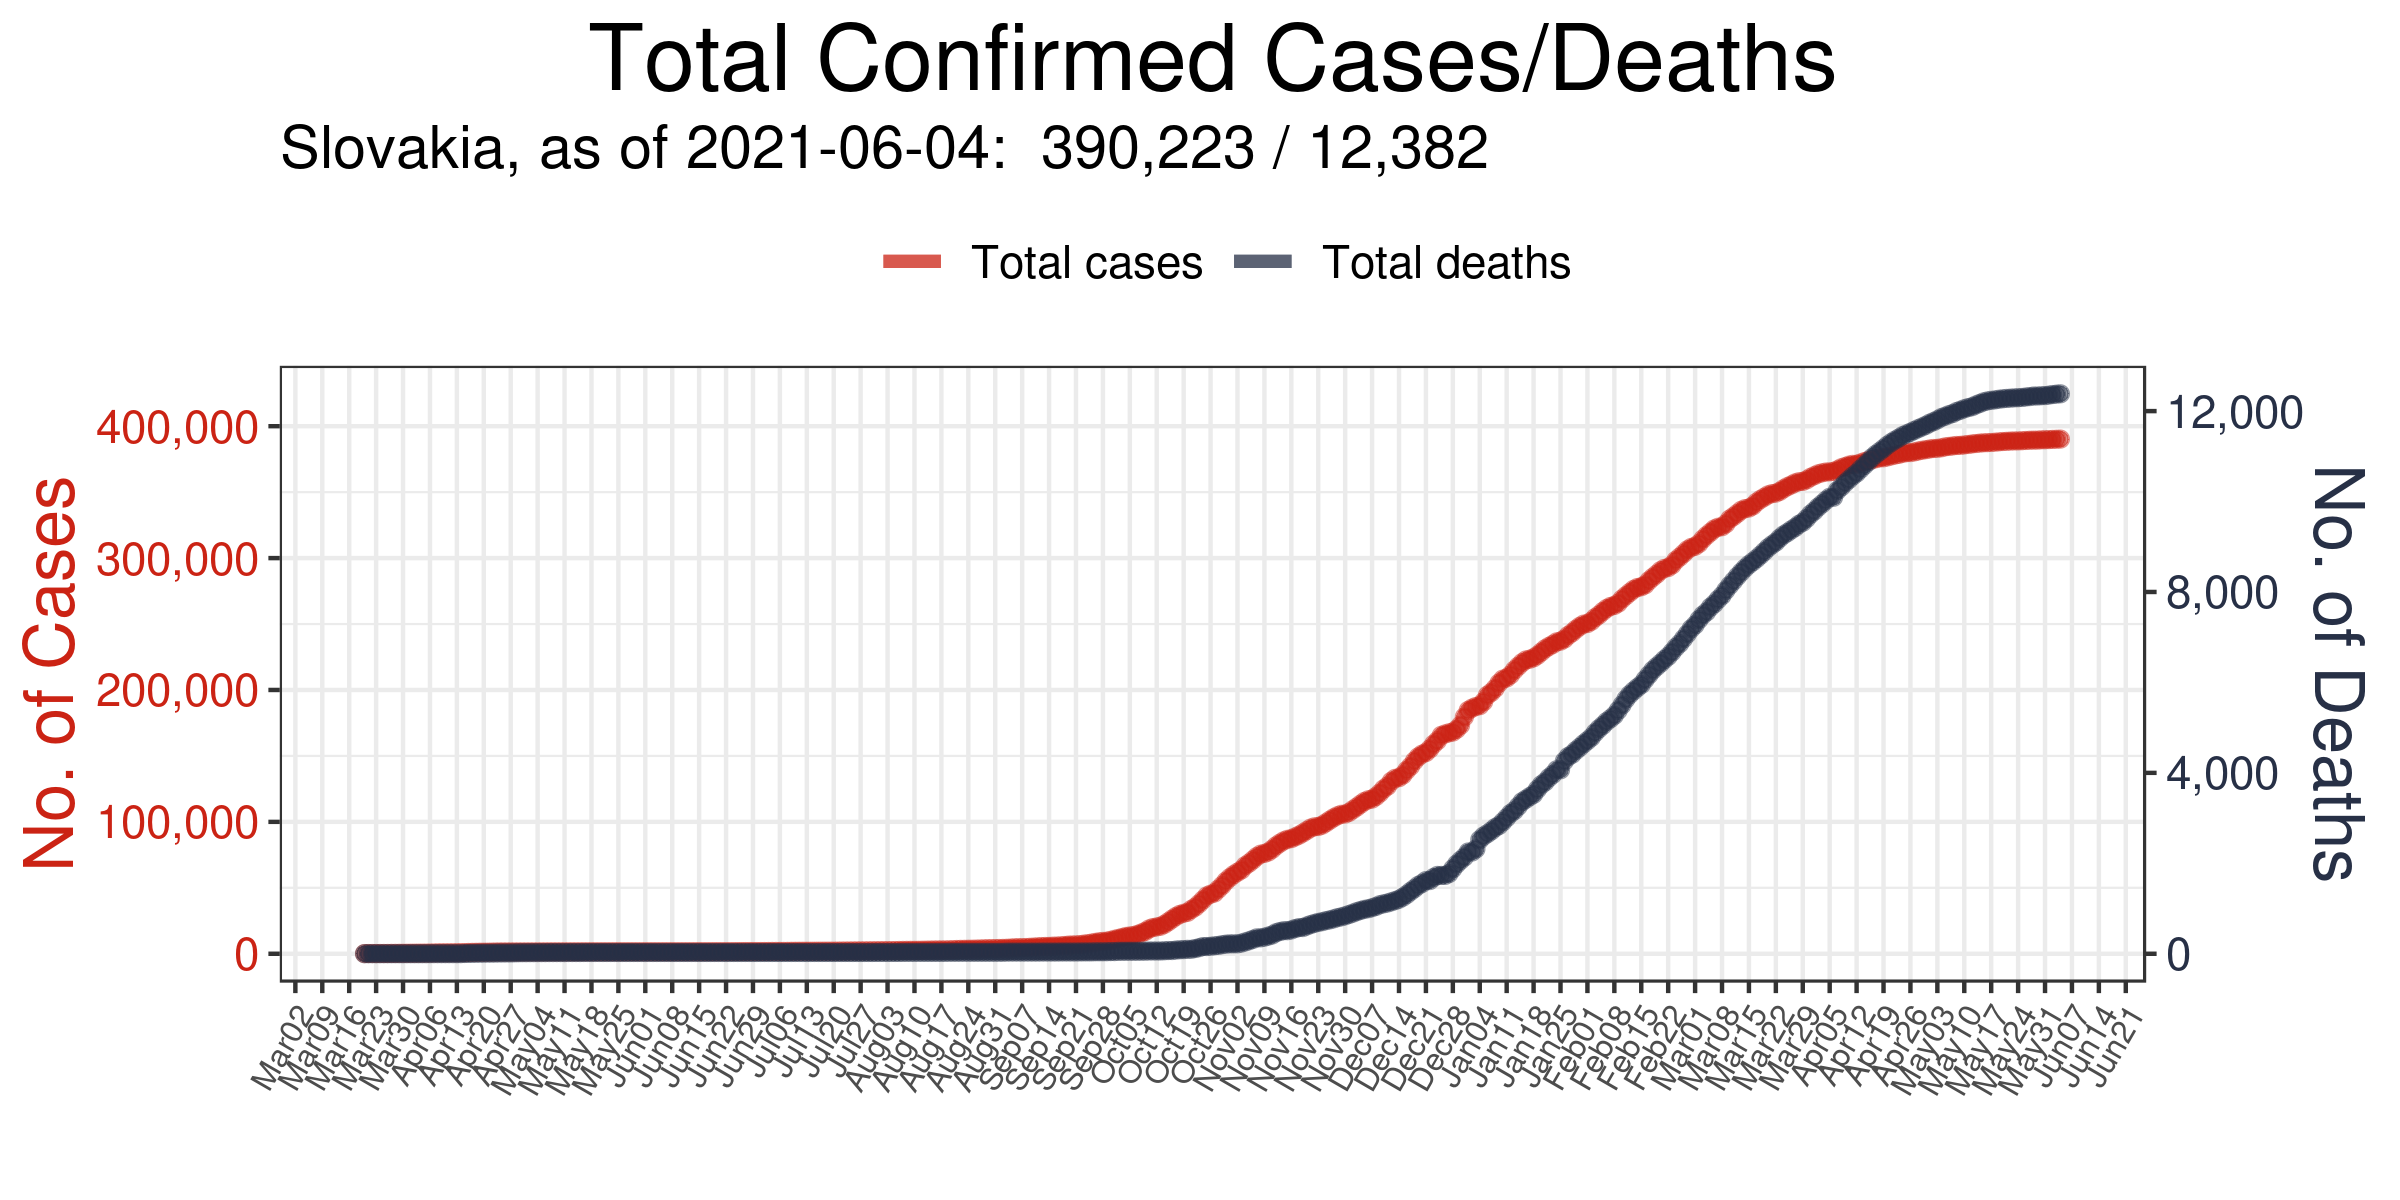 Total Confirmed Cases/Deaths
Slovakia, as of 2021-06-04:  390,223 / 12,382
Total cases
Total deaths
No. of Cases
400,000
300,000
200,000
100,000
0
12,000
8,000
4,000
0
No. of Deaths
Mar02
Mar09
Mar16
Mar23
Mar30
Apr06
Apr13
Apr20
Apr27
May04
May11
May18
May25
Jun01
Jun08
Jun15
Jun22
Jun29
Jul06
Jul13
Jul20
Jul27
Aug03
Aug10
Aug17
Aug24
Aug31
Sep07
Sep14
Sep21
Sep28
Oct05
Oct12
Oct19
Oct26
Nov02
Nov09
Nov16
Nov23
Nov30
Dec07
Dec14
Dec21
Dec28
Jan04
Jan11
Jan18
Jan25
Feb01
Feb08
Feb15
Feb22
Mar01
Mar08
Mar15
Mar22
Mar29
Apr05
Apr12
Apr19
Apr26
May03
May10
May17
May24
May31
Jun07
Jun14
Jun21